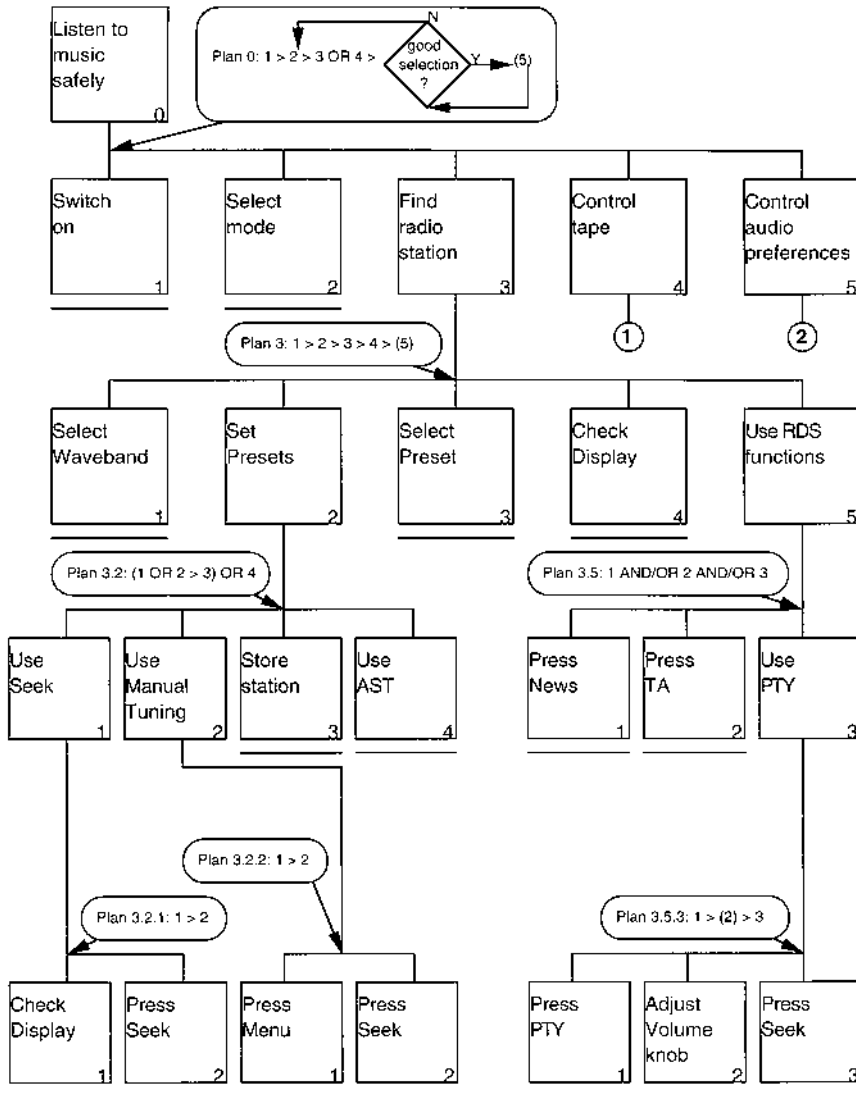 Listen to
music
safely
0
Plan 0: 1 > 2 > 3 OR 4 >
N
good
selection
?
Y
(5)
Switch
on
1
Select
mode
2
Find
radio
station
3
Control
tape
4
Control
audio
preferences
5
1
2
Plan 3: 1 > 2 > 3 > 4 > (5)
Select
Waveband
1
Set
Presets
2
Select
Preset
3
Check
Display
4
Use RDS
functions
5
Plan 3.2: (1 OR 2 > 3) OR 4
Plan 3.5: 1 AND/OR 2 AND/OR 3
Use
Seek
1
Use
Manual
Tuning
2
Store
station
3
Use
AST
4
Press
News
1
Press
TA
2
Use
PTY
3
Plan 3.2.2: 1 > 2
Plan 3.2.1: 1 > 2
Plan 3.5.3: 1 > (2) > 3
Check
Display
1
Press
Seek
2
Press
Menu
1
Press
Seek
2
Press
PTY
1
Adjust
Volume
knob
2
Press
Seek
3